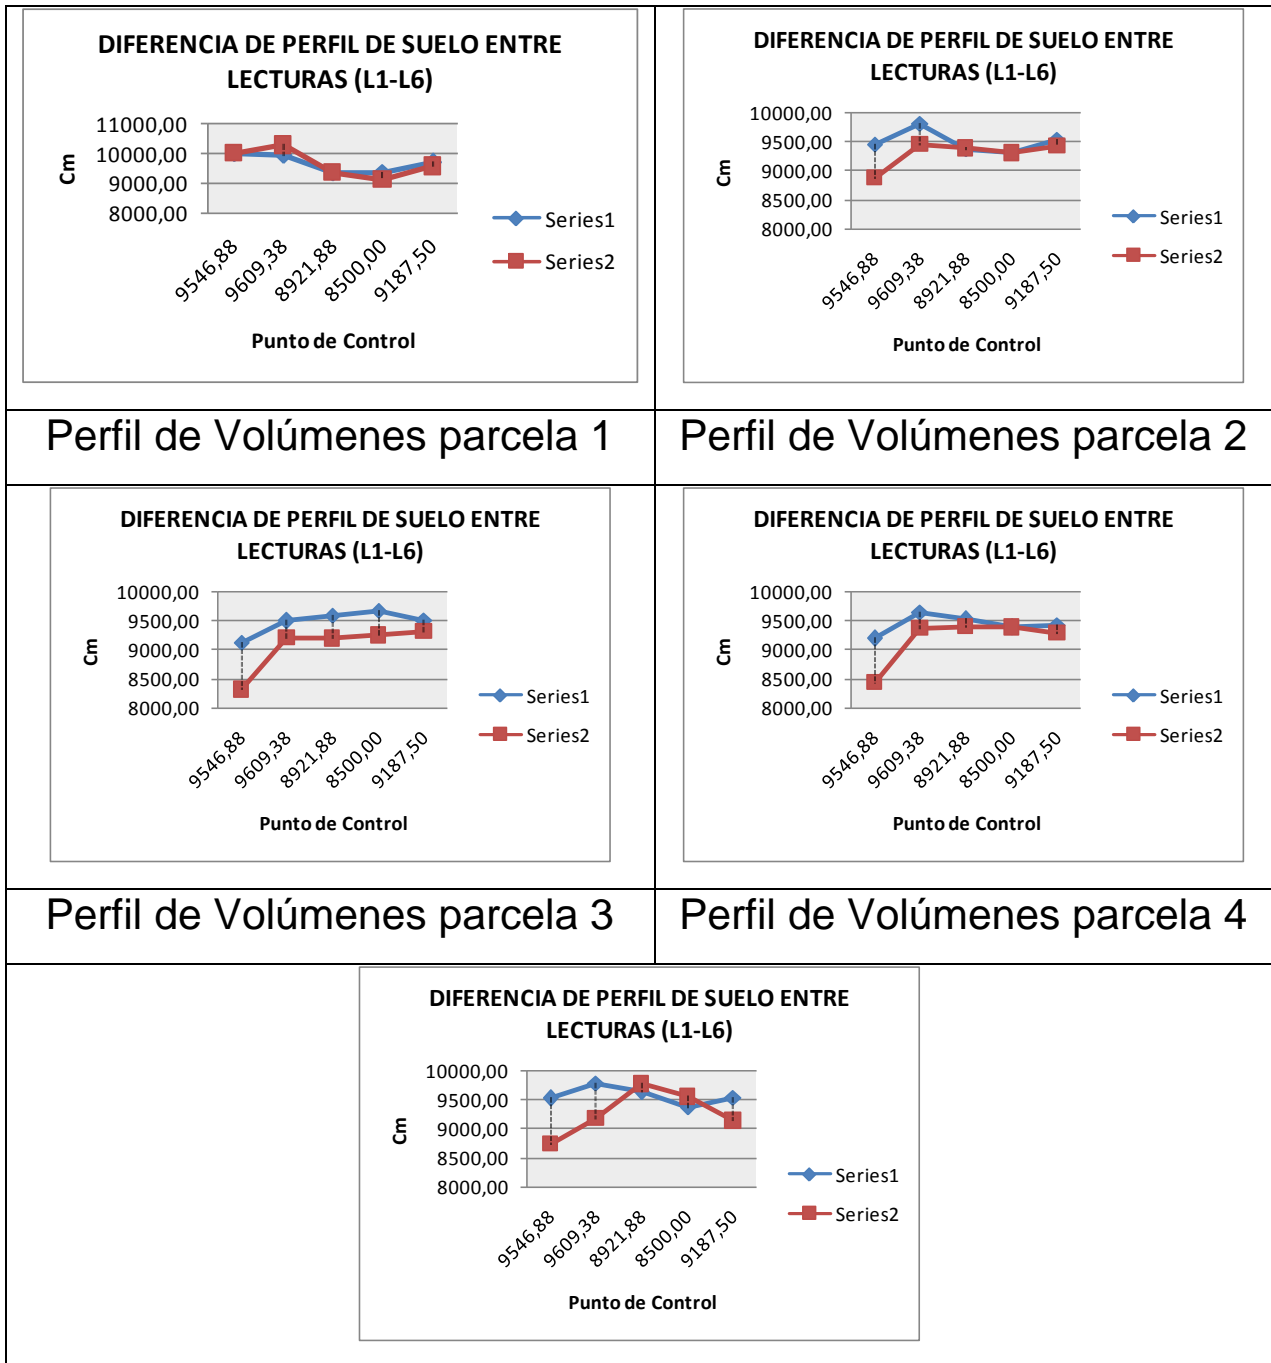 DIFERENCIA DE PERFIL DE SUELO ENTRE
LECTURAS (L1-L6)
11000,00
10000,00
9000,00
8000,00
Cm
9546,88
9609,38
8921,88
8500,00
9187,50
Punto de Control
Series1
Series2
DIFERENCIA DE PERFIL DE SUELO ENTRE
LECTURAS (L1-L6)
10000,00
9500,00
9000,00
8500,00
8000,00
Cm
9546,88
9609,38
8921,88
8500,00
9187,50
Punto de Control
Series1
Series2
Perfil de Volúmenes parcela 1
Perfil de Volúmenes parcela 2
DIFERENCIA DE PERFIL DE SUELO ENTRE
LECTURAS (L1-L6)
10000,00
9500,00
9000,00
8500,00
8000,00
Cm
9546,88
9609,38
8921,88
8500,00
9187,50
Punto de Control
Series1
Series2
DIFERENCIA DE PERFIL DE SUELO ENTRE
LECTURAS (L1-L6)
10000,00
9500,00
9000,00
8500,00
8000,00
Cm
9546,88
9609,38
8921,88
8500,00
9187,50
Punto de Control
Series1
Series2
Perfil de Volúmenes parcela 3
Perfil de Volúmenes parcela 4
DIFERENCIA DE PERFIL DE SUELO ENTRE
LECTURAS (L1-L6)
10000,00
9500,00
9000,00
8500,00
8000,00
Cm
9546,88
9609,38
8921,88
8500,00
9187,50
Punto de Control
Series1
Series2